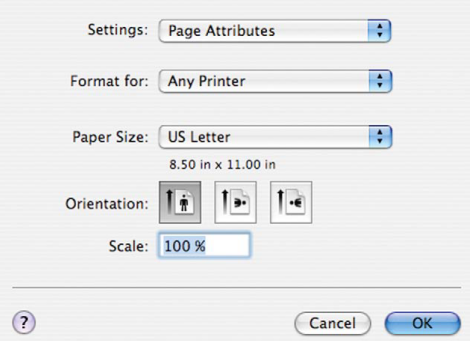 Settings: Page Attributes
Format for: Any Printer
Paper Size: US Letter
8.50 in x 11.00 in
Orientation:
Scale: 100 %
? Cancel OK